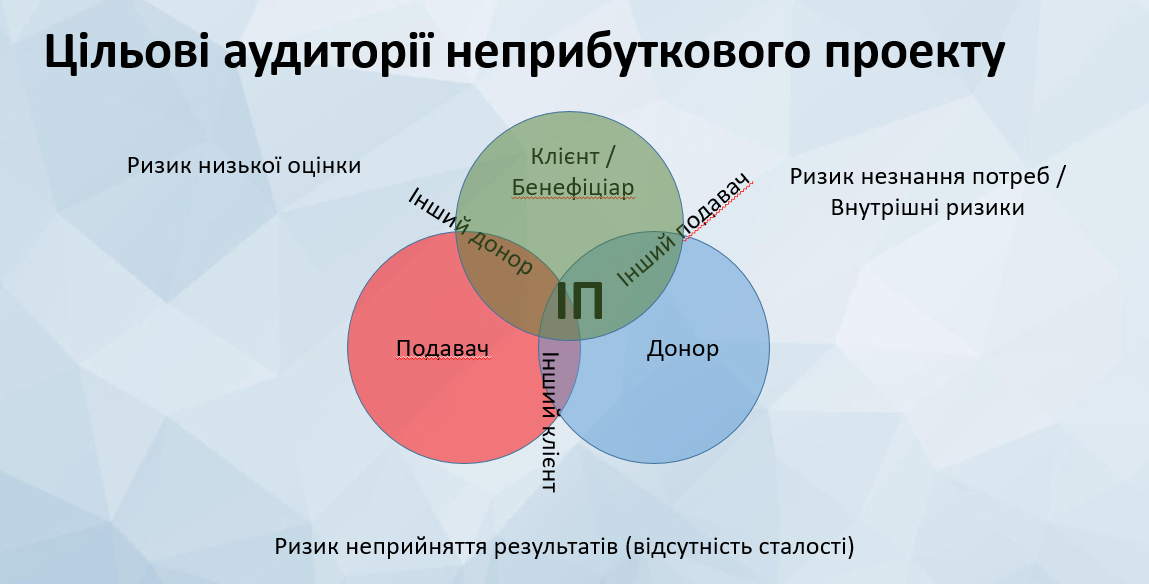 Цільові аудиторії неприбуткового проекту
Ризик низької оцінки
Клієнт /
Бенефіціар
Ризик незнання потреб /
Внутрішні ризики
Інший донор
Інший подавач
ІП
Подавач
Донор
Інший клієнт
Ризик неприйняття результатів (відсутність сталості)